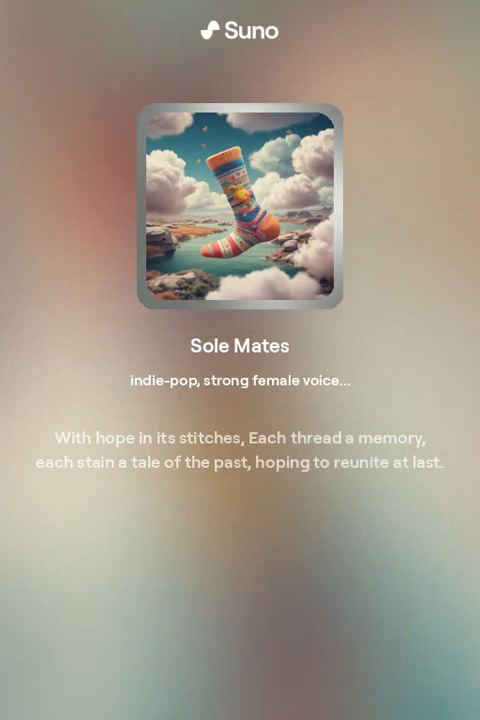 Suno
Sole Mates
indie-pop, strong female voice...
With hope in its stitches, Each thread a memory,
each stain a tale of the past, hoping to reunite at last.